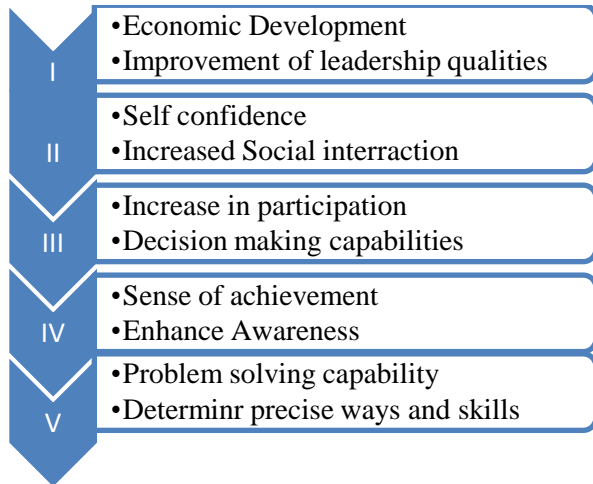 I
•Economic Development
•Improvement of leadership qualities
II
•Self confidence
•Increased Social interraction
III
•Increase in participation
•Decision making capabilities
IV
•Sense of achievement
•Enhance Awareness
V
•Problem solving capability
•Determinr precise ways and skills